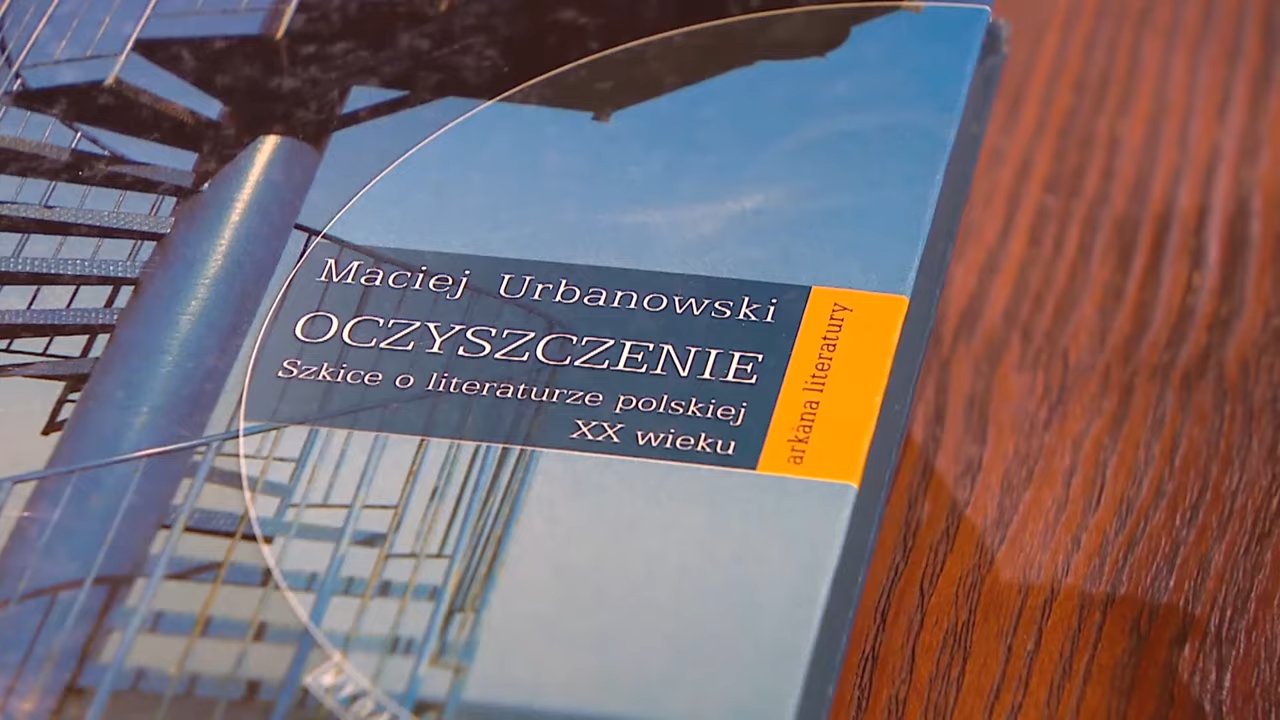 Maciej Urbanowski
OCZYSZCZENIE
Szkice o literaturze polskiej
XX wieku
arkana literatury